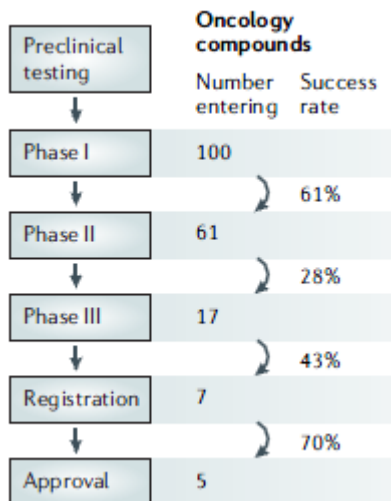 Oncology
compounds
Preclinical
testing
Number
entering
Success
rate
Phase I
100
61%
Phase II
61
28%
Phase III
17
43%
Registration
7
70%
Approval
5